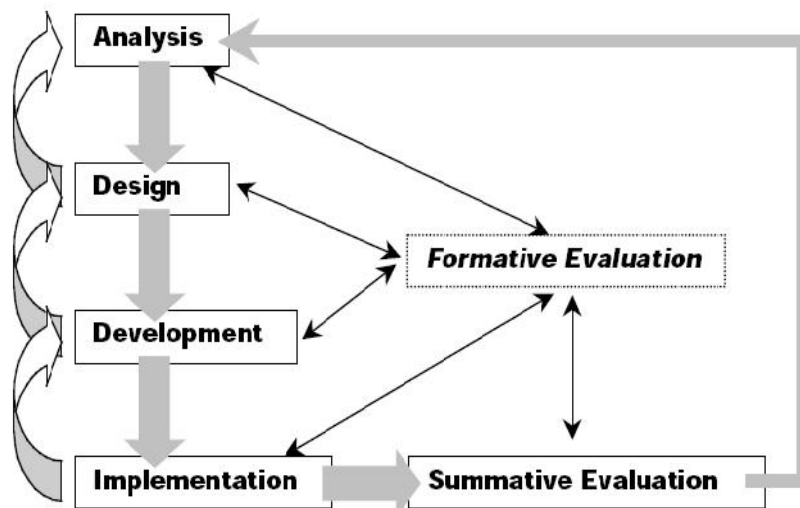 Analysis
Design
Formative Evaluation
Development
Implementation
Summative Evaluation